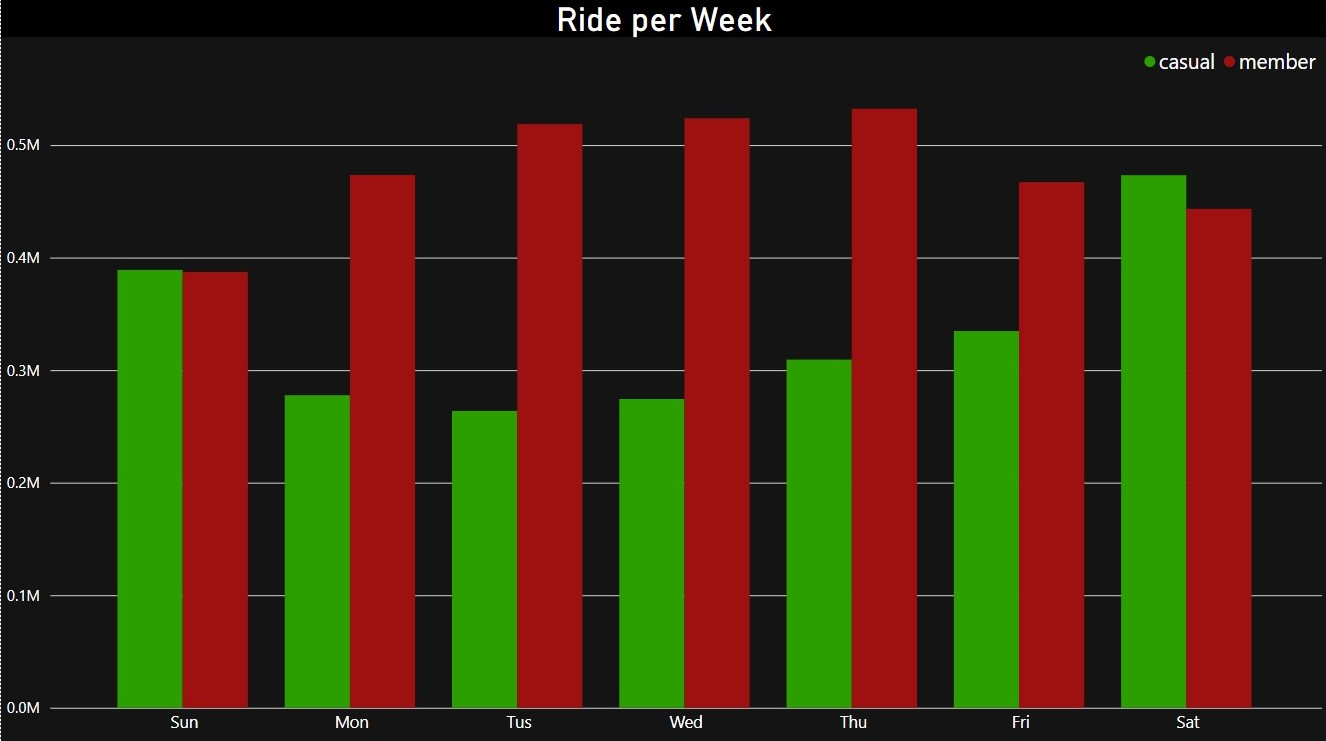 Ride per Week
casual member
0.5M
0.4M
0.3M
0.2M
0.1M
0.0M
Sun Mon Tus Wed Thu Fri Sat